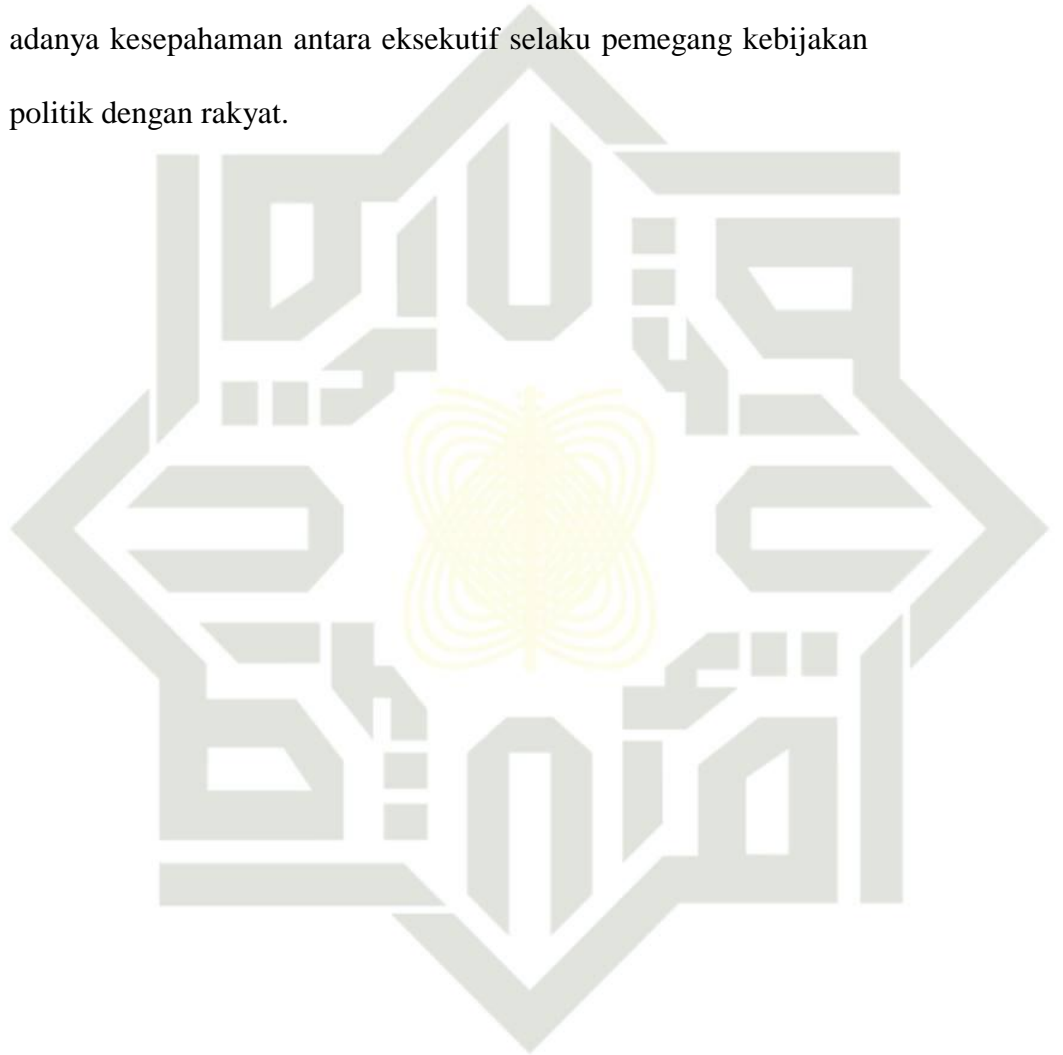 adanya kesepahaman antara eksekutif selaku pemegang kebijakan
politik dengan rakyat.